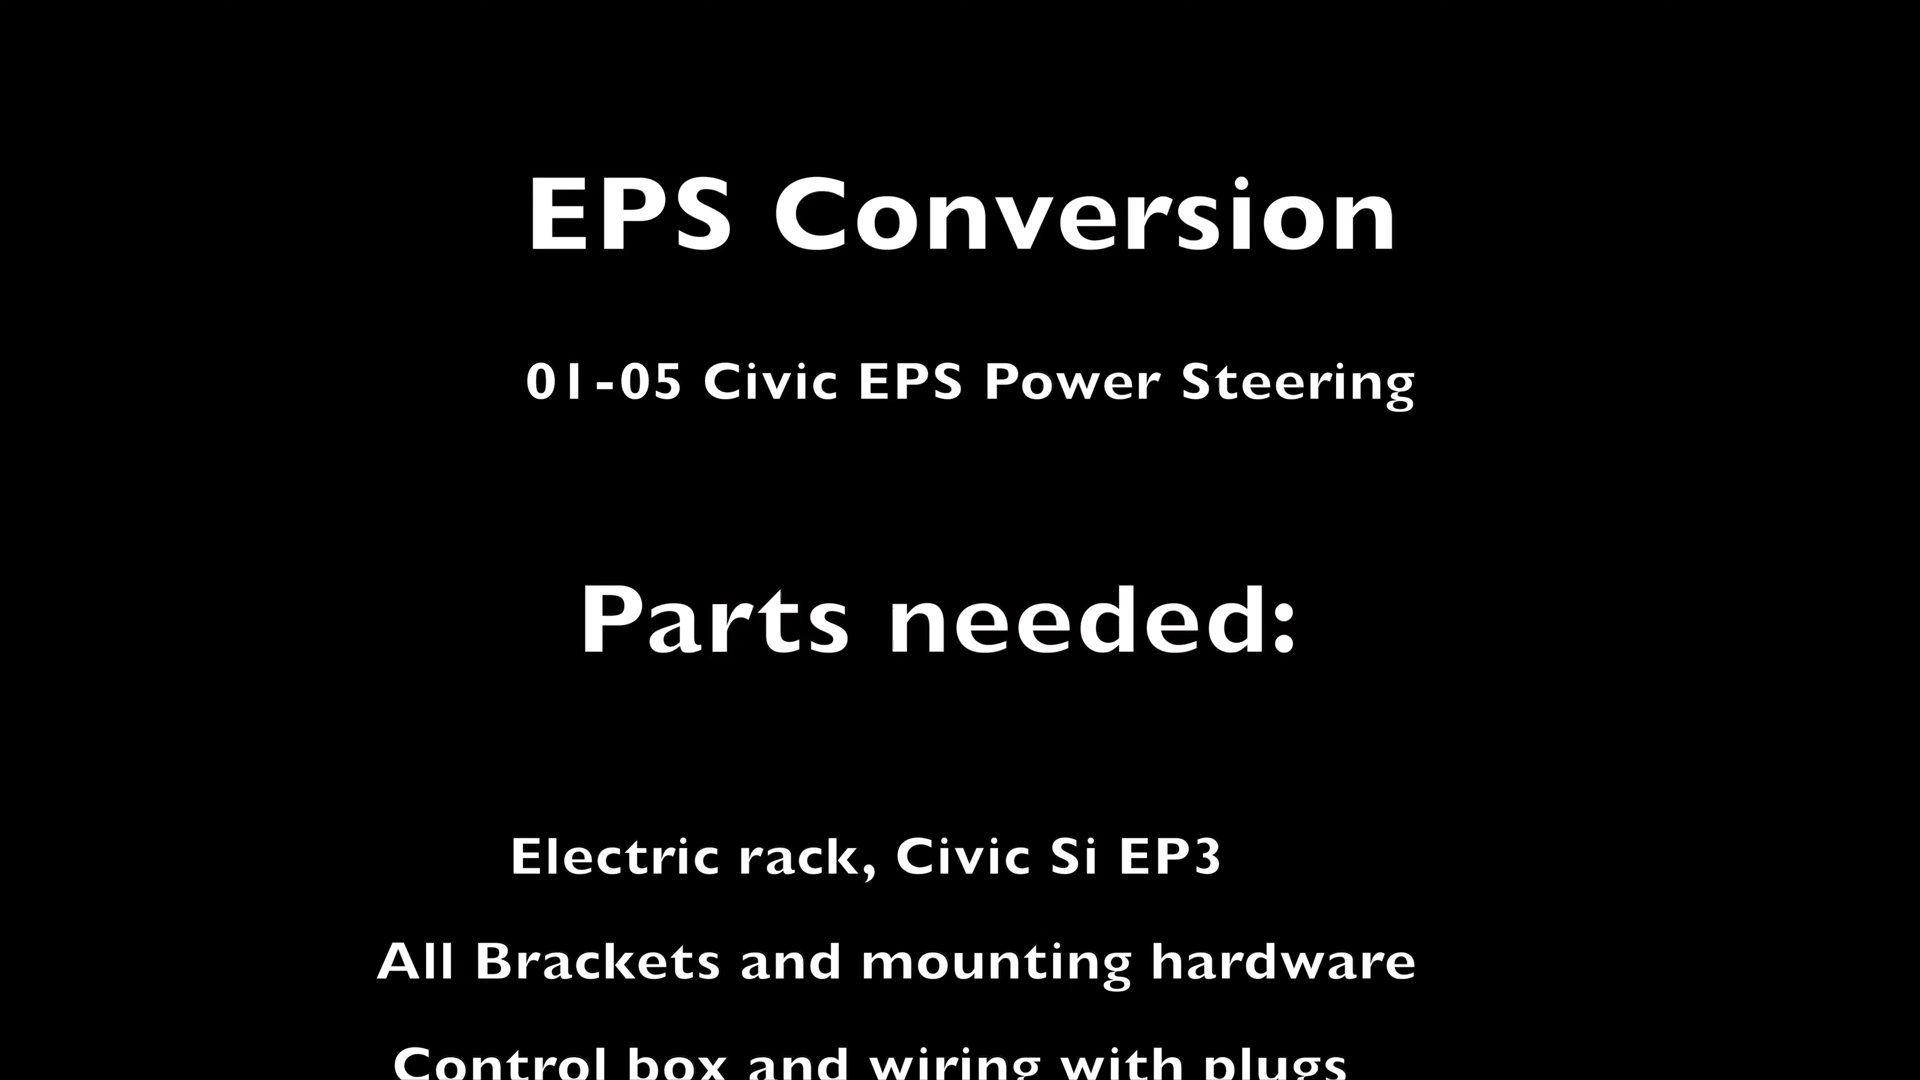 EPS Conversion
01-05 Civic EPS Power Steering
Parts needed:
Electric rack, Civic Si EP3
All Brackets and mounting hardware
Control box and wiring with plugs